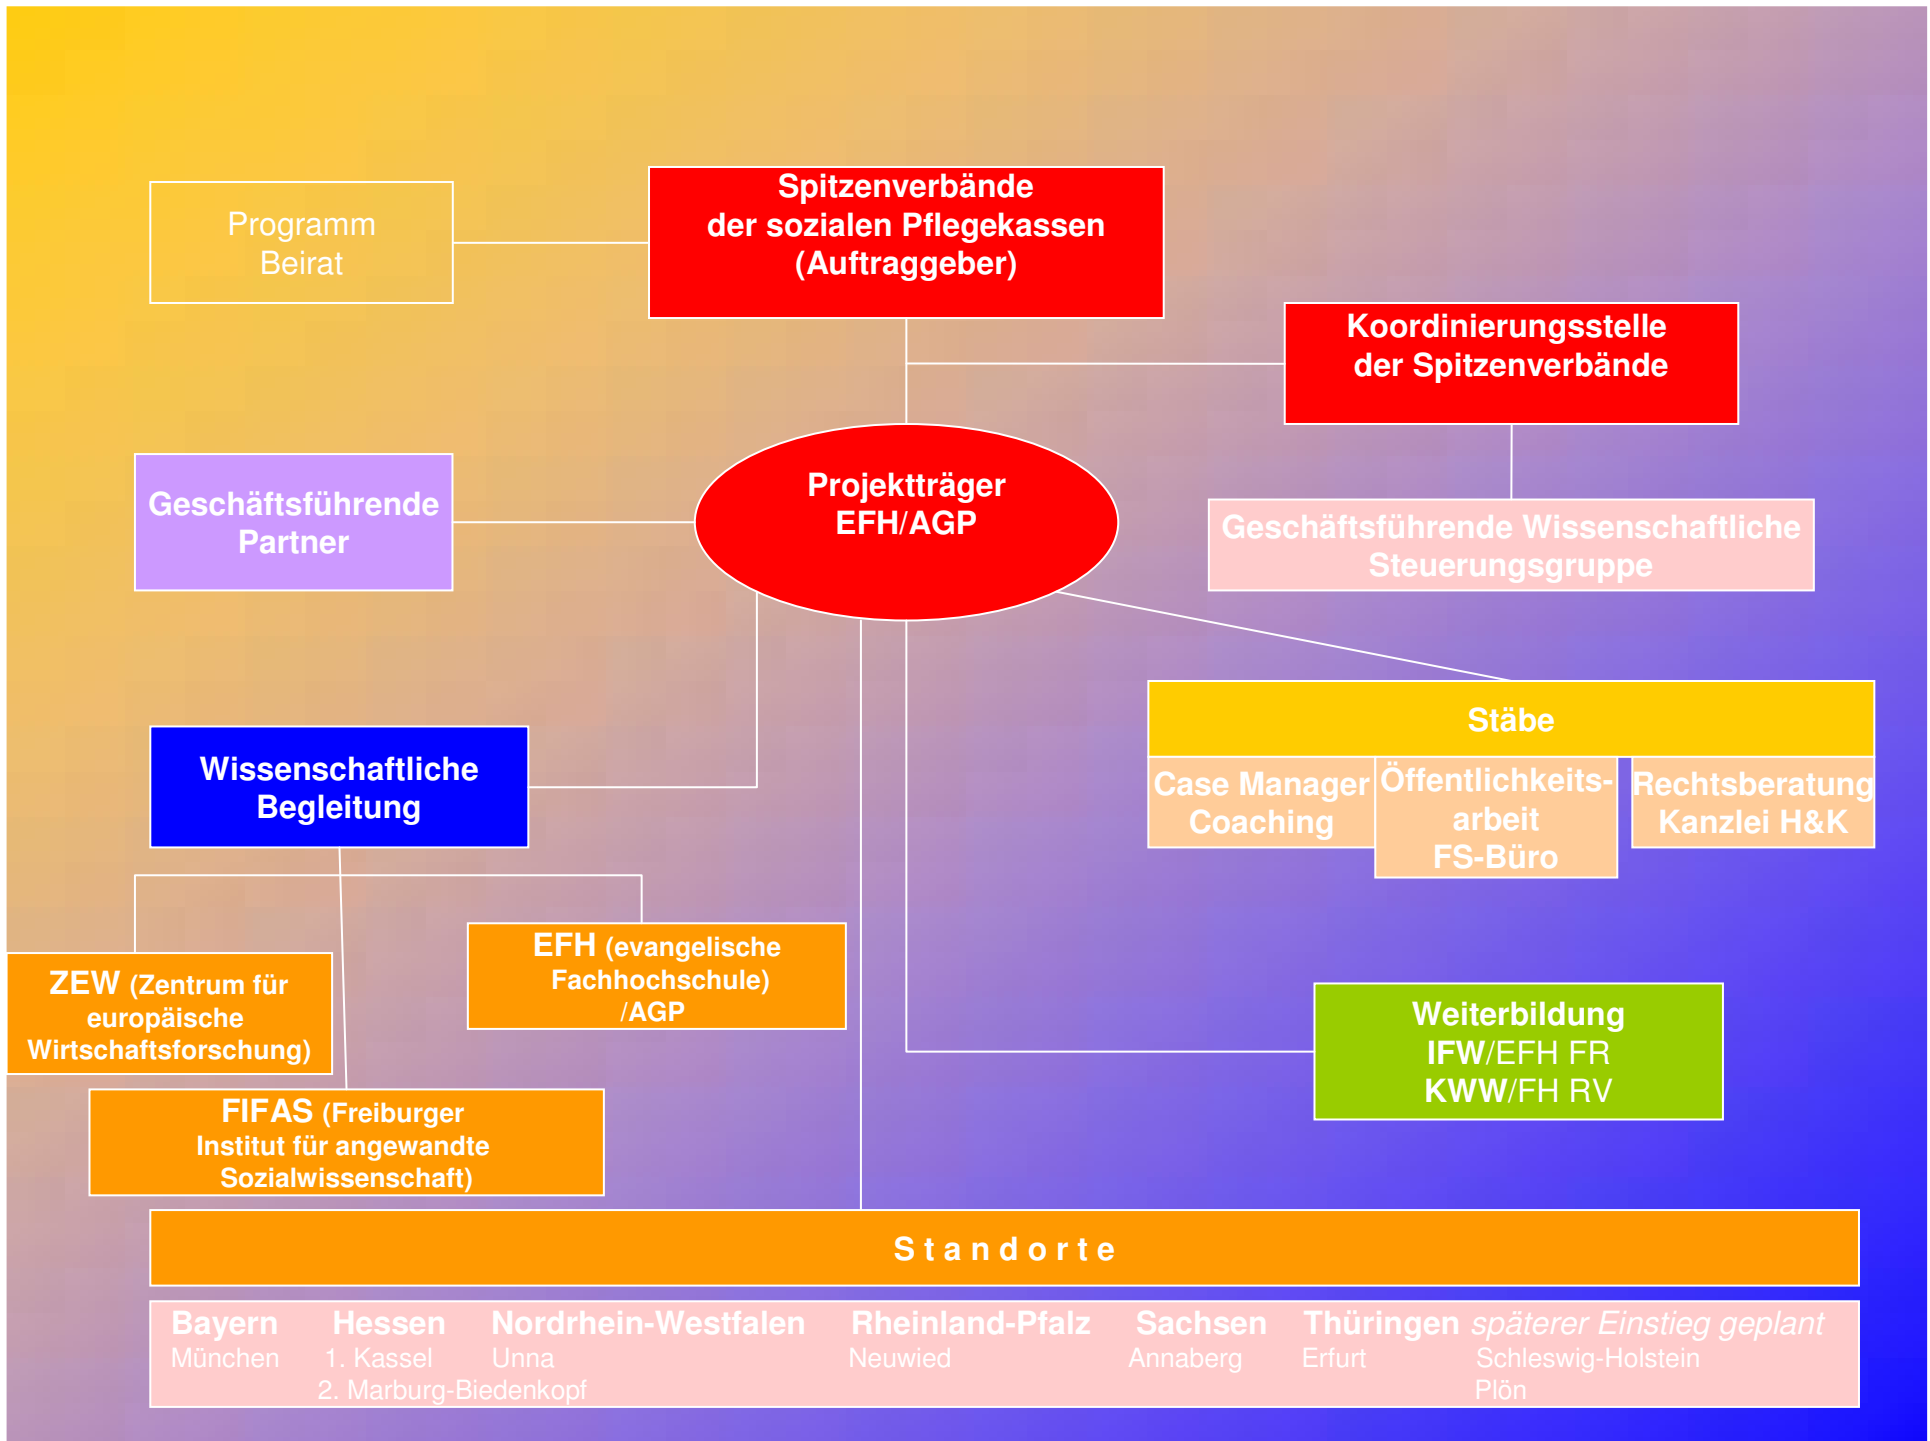 Programm
Beirat
Spitzenverbände
der sozialen Pflegekassen
(Auftraggeber)
Koordinierungsstelle
der Spitzenverbände
Geschäftsführende
Partner
Projektträger
EFH/AGP
Geschäftsführende Wissenschaftliche
Steuerungsgruppe
Stäbe
Case Manager
Coaching
Öffentlichkeits-
arbeit
FS-Büro
Rechtsberatung
Kanzlei H&K
Wissenschaftliche
Begleitung
ZEW (Zentrum für
europäische
Wirtschaftsforschung)
EFH (evangelische
Fachhochschule)
/AGP
FIFAS (Freiburger
Institut für angewandte
Sozialwissenschaft)
Weiterbildung
IFW/EFH FR
KWW/FH RV
S t a n d o r t e
Bayern Hessen Nordrhein-Westfalen Rheinland-Pfalz Sachsen Thüringen späterer Einstieg geplant
München 1. Kassel Unna Neuwied Annaberg Erfurt Schleswig-Holstein
2. Marburg-Biedenkopf Plön